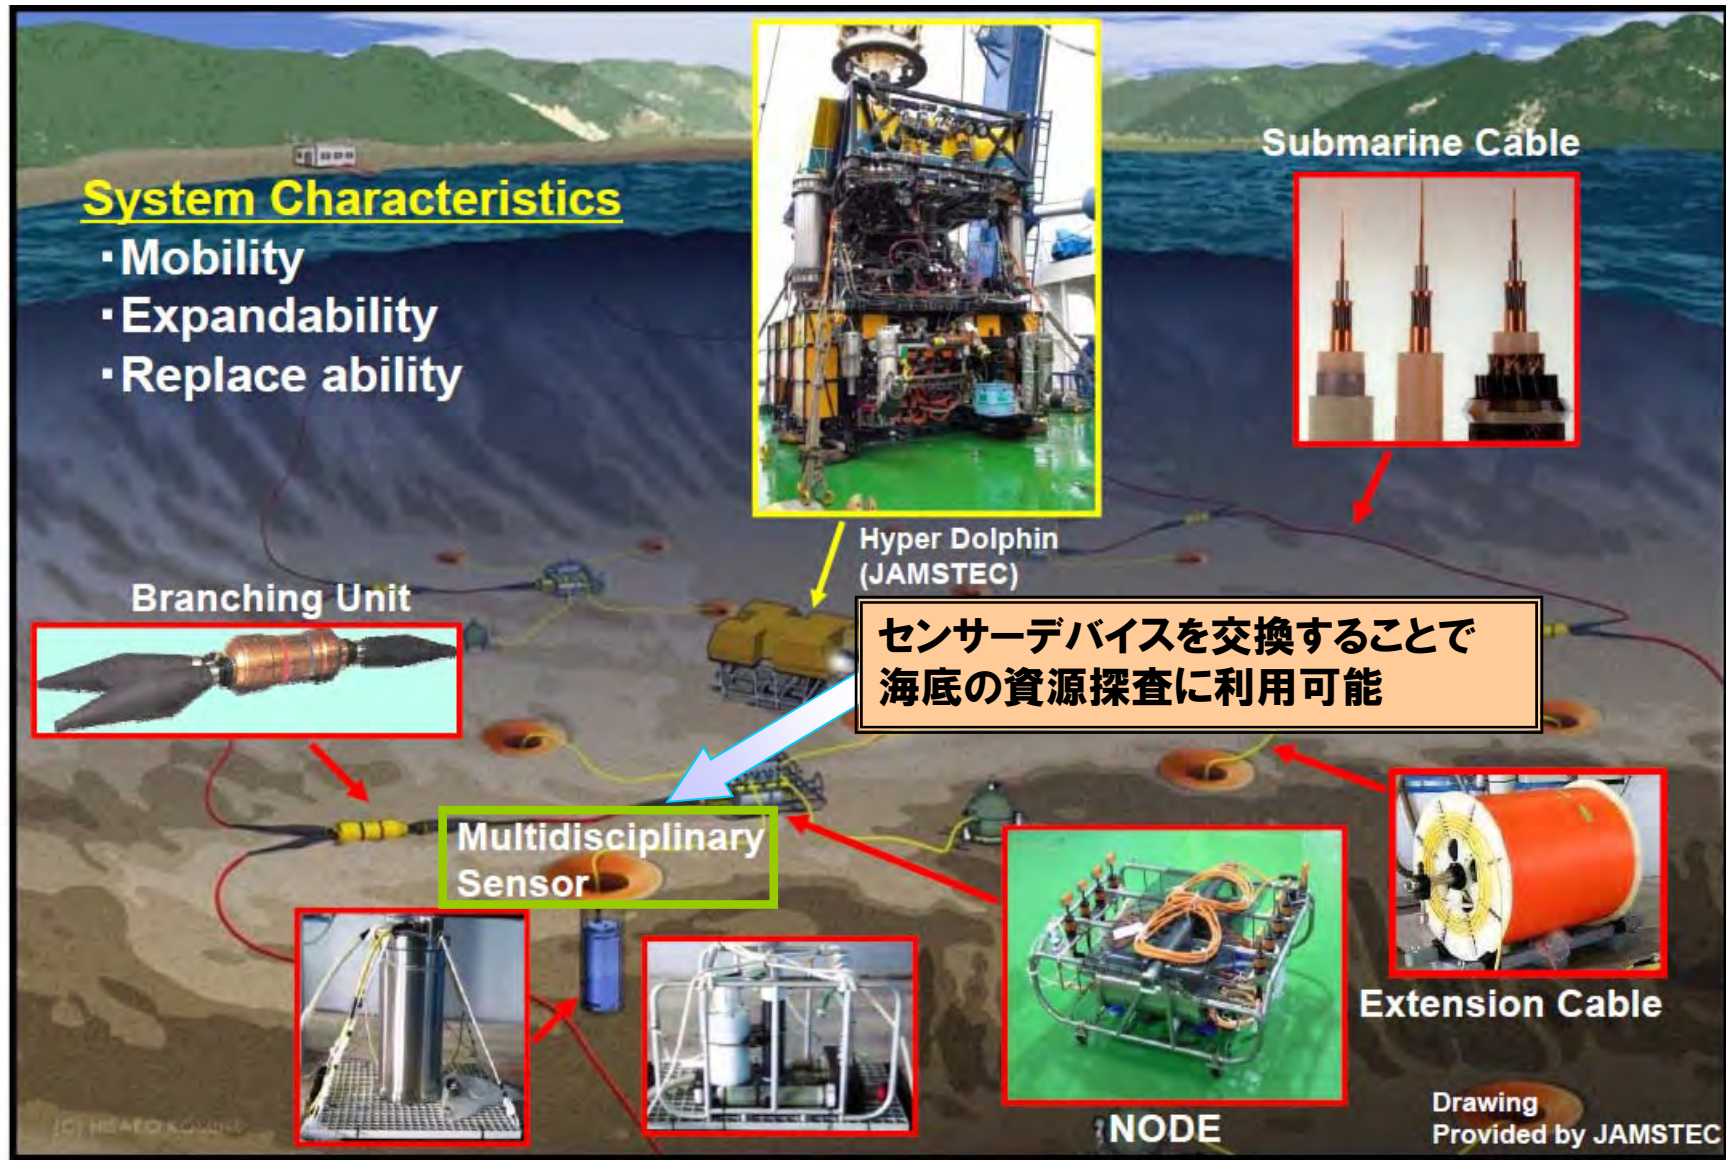 System Characteristics
・Mobility
・Expandability
・Replace ability
Submarine Cable
Hyper Dolphin
(JAMSTEC)
Branching Unit
センサーデバイスを交換することで
海底の資源探査に利用可能
Multidisciplinary
Sensor
Extension Cable
NODE
Drawing
Provided by JAMSTEC
(C) HISAKO